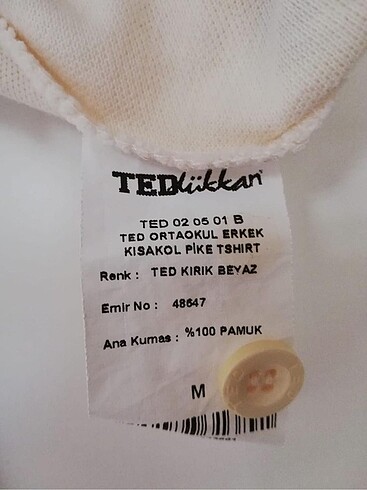 TEDlükkan
TED 02 05 01 B
TED ORTAOKUL ERKEK
KISAKOL PİKE TSHIRT
Renk : TED KIRIK BEYAZ
Emir No : 48647
Ana Kumas : %100 PAMUK
M